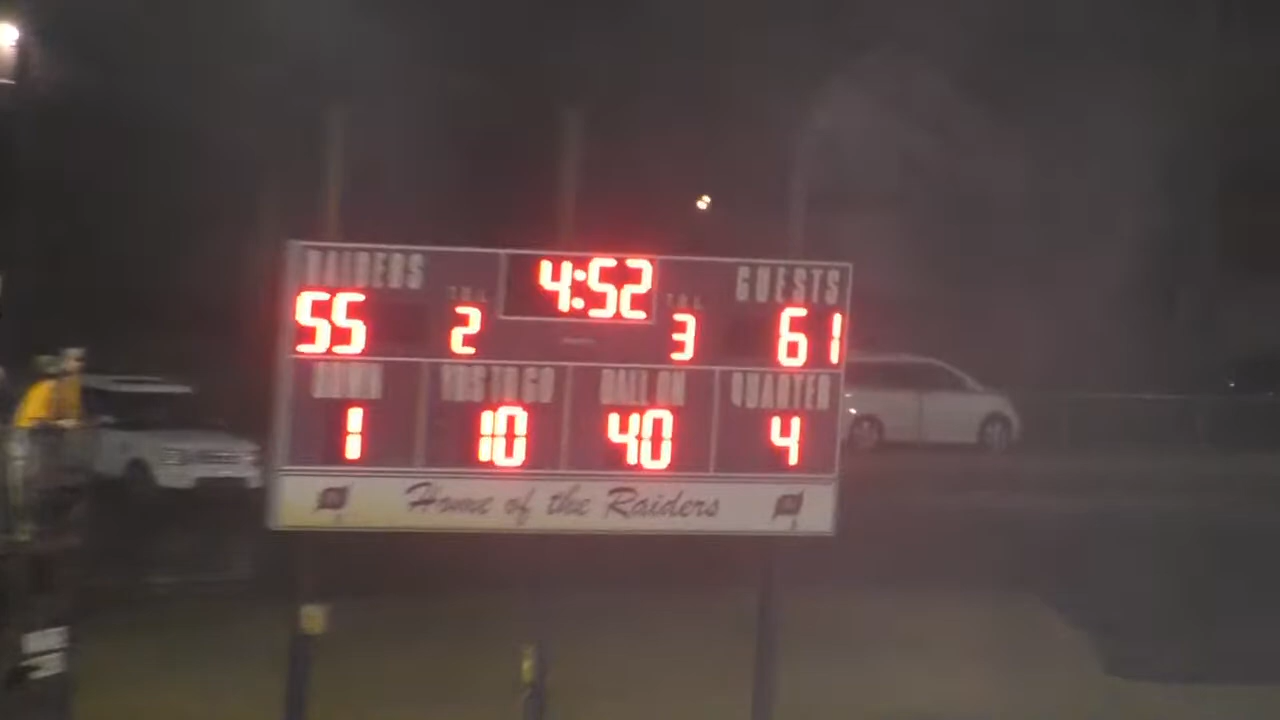 RAIDERS 4:52 GUESTS
55 T.O.L. 2 T.O.L. 3 61
DOWN YDS TO GO BALL ON QUARTER
1 10 40 4
Home of the Raiders